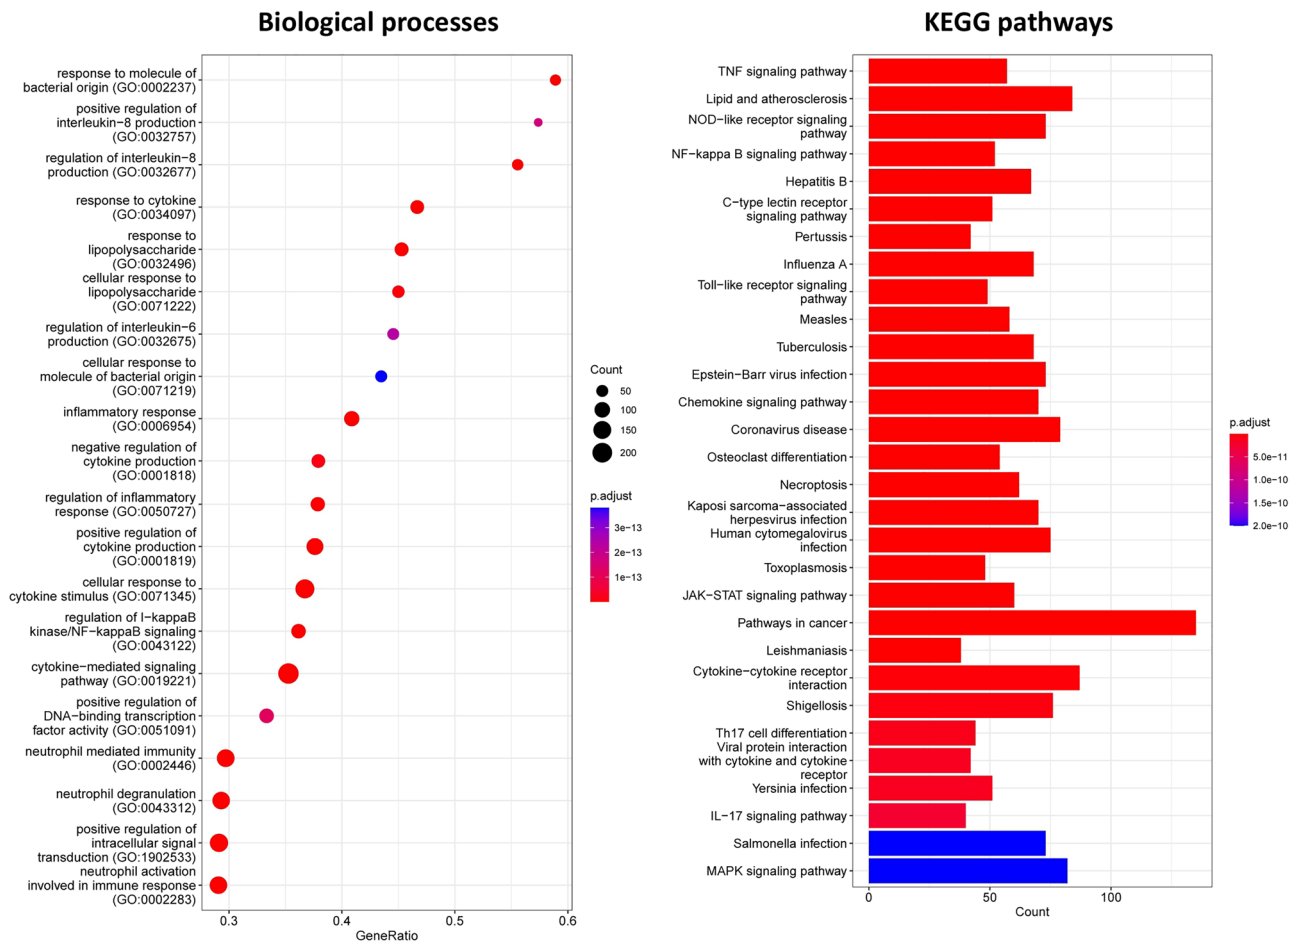 Biological processes
response to molecule of
bacterial origin (GO:0002237)
positive regulation of
interleukin−8 production
(GO:0032757)
regulation of interleukin−8
production (GO:0032677)
response to cytokine
(GO:0034097)
response to
lipopolysaccharide
(GO:0032496)
cellular response to
lipopolysaccharide
(GO:0071222)
regulation of interleukin−6
production (GO:0032675)
cellular response to
molecule of bacterial origin
(GO:0071219)
inflammatory response
(GO:0006954)
negative regulation of
cytokine production
(GO:0001818)
regulation of inflammatory
response (GO:0050727)
positive regulation of
cytokine production
(GO:0001819)
cellular response to
cytokine stimulus (GO:0071345)
regulation of I−kappaB
kinase/NF−kappaB signaling
(GO:0043122)
cytokine−mediated signaling
pathway (GO:0019221)
positive regulation of
DNA−binding transcription
factor activity (GO:0051091)
neutrophil mediated immunity
(GO:0002446)
neutrophil degranulation
(GO:0043312)
positive regulation of
intracellular signal
transduction (GO:1902533)
neutrophil activation
involved in immune response
(GO:0002283)
0.3 0.4 0.5 0.6
GeneRatio
Count
50
100
150
200
p.adjust
3e−13
2e−13
1e−13
KEGG pathways
TNF signaling pathway
Lipid and atherosclerosis
NOD−like receptor signaling
pathway
NF−kappa B signaling pathway
Hepatitis B
C−type lectin receptor
signaling pathway
Pertussis
Influenza A
Toll−like receptor signaling
pathway
Measles
Tuberculosis
Epstein−Barr virus infection
Chemokine signaling pathway
Coronavirus disease
Osteoclast differentiation
Necroptosis
Kaposi sarcoma−associated
herpesvirus infection
Human cytomegalovirus
infection
Toxoplasmosis
JAK−STAT signaling pathway
Pathways in cancer
Leishmaniasis
Cytokine−cytokine receptor
interaction
Shigellosis
Th17 cell differentiation
Viral protein interaction
with cytokine and cytokine
receptor
Yersinia infection
IL−17 signaling pathway
Salmonella infection
MAPK signaling pathway
0 50 100
Count
p.adjust
5.0e−11
1.0e−10
1.5e−10
2.0e−10